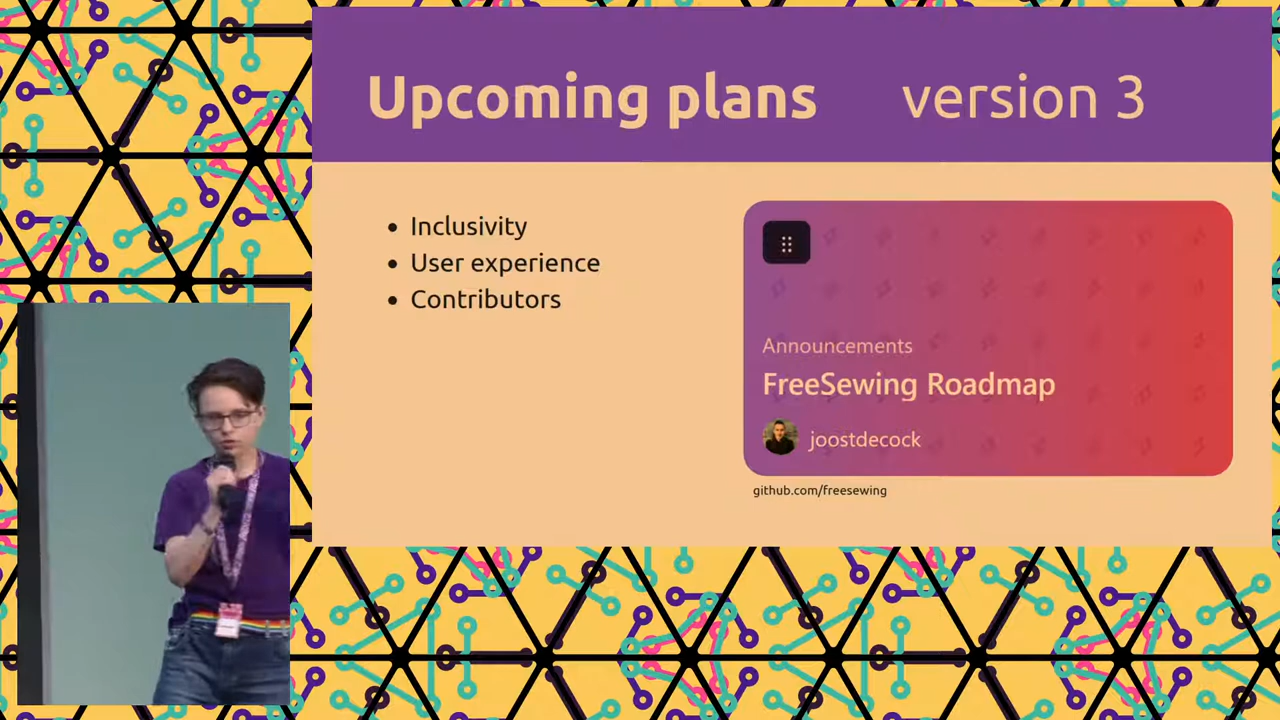 Upcoming plans version 3
Inclusivity
User experience
Contributors
Announcements
FreeSewing Roadmap
joostdecock
github.com/freesewing